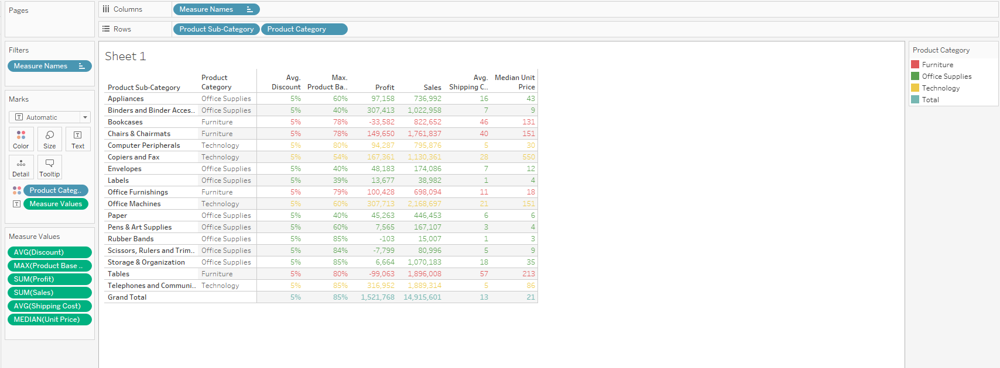 Pages
Columns Measure Names
Rows Product Sub-Category Product Category
Filters
Measure Names
Marks
Automatic
Color Size Text
Detail Tooltip
Product Categ..
Measure Values
Measure Values
AVG(Discount)
MAX(Product Base ..
SUM(Profit)
SUM(Sales)
AVG(Shipping Cost)
MEDIAN(Unit Price)
Sheet 1
Product Sub-Category Product Category Avg. Discount Max. Product Ba.. Profit Sales Avg. Shipping C.. Median Unit Price
Appliances Office Supplies 5% 60% 97,158 736,992 16 43
Binders and Binder Acces.. Office Supplies 5% 40% 307,413 1,022,958 7 9
Bookcases Furniture 5% 78% -33,582 822,652 46 131
Chairs & Chairmats Furniture 5% 78% 149,650 1,761,837 40 151
Computer Peripherals Technology 5% 80% 94,287 795,876 5 30
Copiers and Fax Technology 5% 54% 167,361 1,130,361 28 550
Envelopes Office Supplies 5% 40% 48,183 174,086 7 12
Labels Office Supplies 5% 39% 13,677 38,982 1 4
Office Furnishings Furniture 5% 79% 100,428 698,094 11 18
Office Machines Technology 5% 60% 307,713 2,168,697 21 151
Paper Office Supplies 5% 40% 45,263 446,453 6 6
Pens & Art Supplies Office Supplies 5% 60% 7,565 167,107 3 4
Rubber Bands Office Supplies 5% 85% -103 15,007 1 3
Scissors, Rulers and Trim.. Office Supplies 5% 84% -7,799 80,996 5 9
Storage & Organization Office Supplies 5% 85% 6,664 1,070,183 18 35
Tables Furniture 5% 80% -99,063 1,896,008 57 213
Telephones and Communi.. Technology 5% 85% 316,952 1,889,314 5 86
Grand Total 5% 85% 1,521,768 14,915,601 13 21
Product Category
Furniture
Office Supplies
Technology
Total